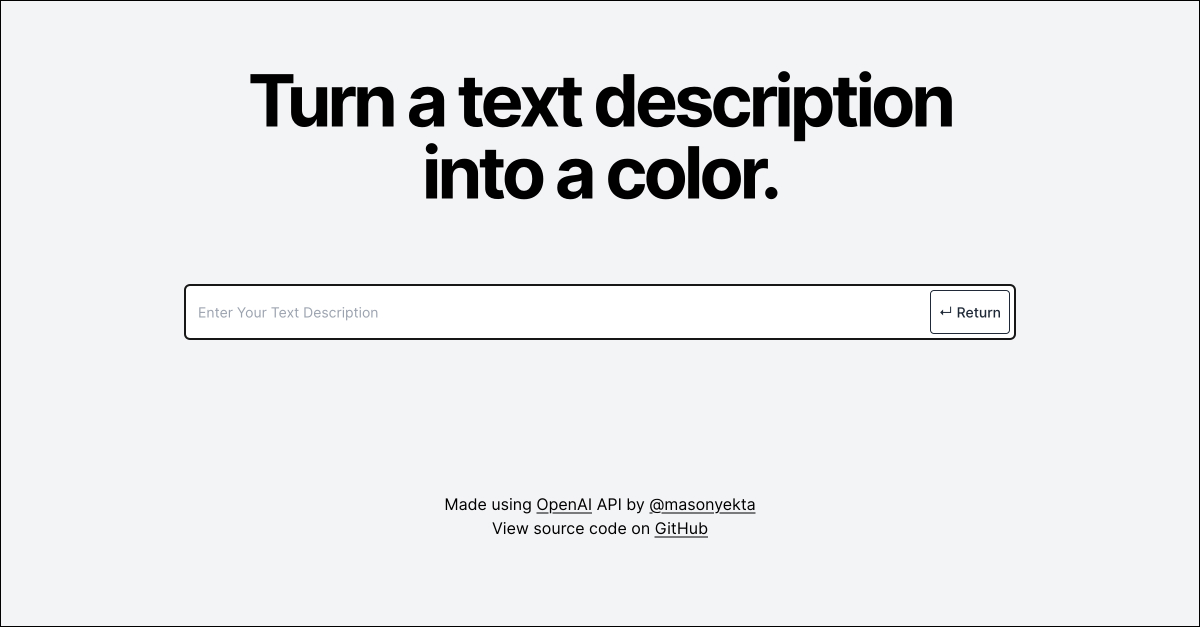 Turn a text description
into a color.
Enter Your Text Description
↵ Return
Made using OpenAI API by @masonyekta
View source code on GitHub